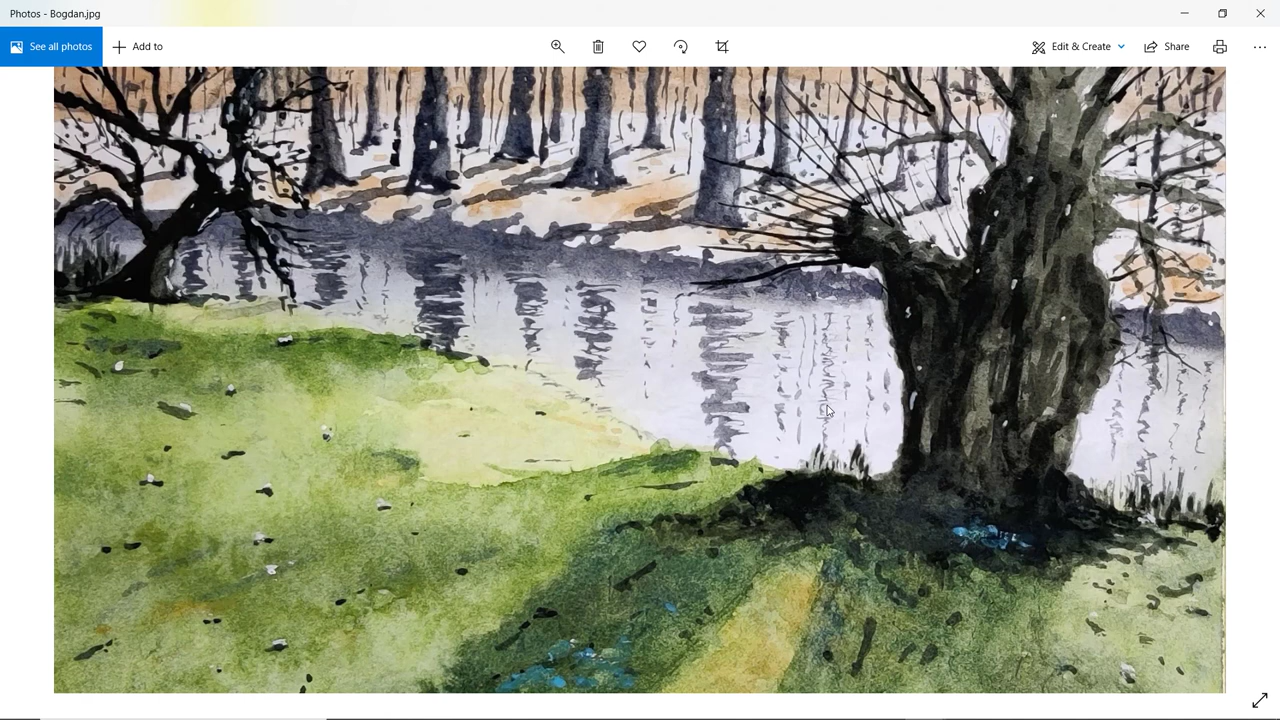 Photos - Bogdan.jpg
See all photos
Add to
Edit & Create
Share